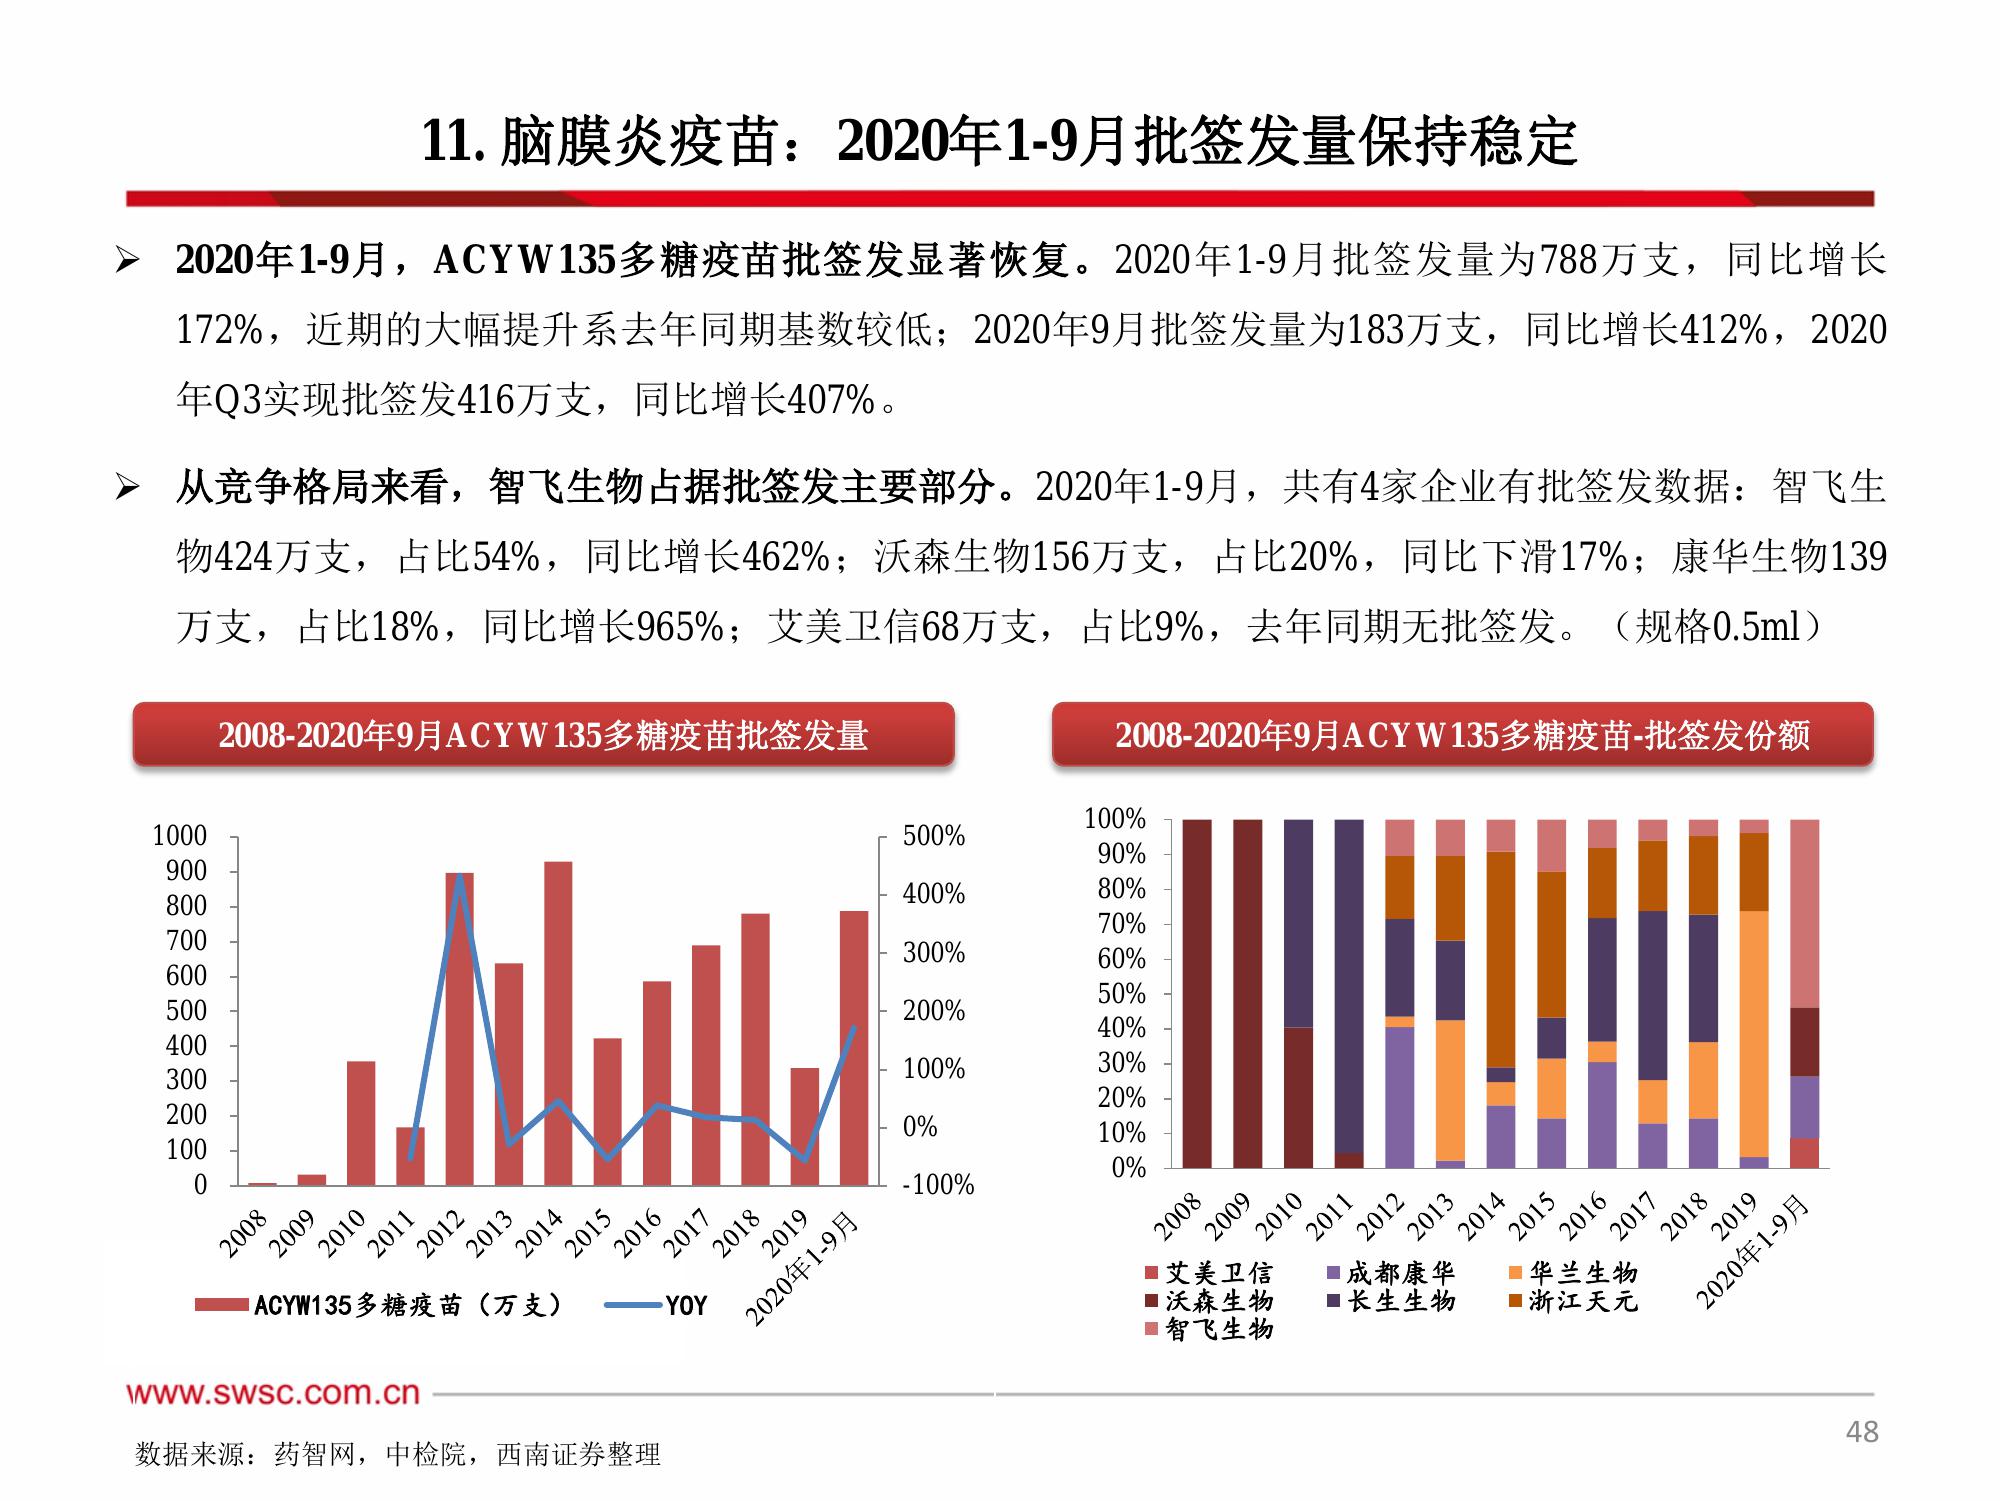 11. 脑膜炎疫苗：2020年1-9月批签发量保持稳定
➢ 2020年1-9月，ACYW135多糖疫苗批签发显著恢复。2020年1-9月批签发量为788万支，同比增长
172%，近期的大幅提升系去年同期基数较低；2020年9月批签发量为183万支，同比增长412%，2020
年Q3实现批签发416万支，同比增长407%。
➢ 从竞争格局来看，智飞生物占据批签发主要部分。2020年1-9月，共有4家企业有批签发数据：智飞生
物424万支，占比54%，同比增长462%；沃森生物156万支，占比20%，同比下滑17%；康华生物139
万支，占比18%，同比增长965%；艾美卫信68万支，占比9%，去年同期无批签发。（规格0.5ml）
2008-2020年9月ACYW135多糖疫苗批签发量
1000
900
800
700
600
500
400
300
200
100
0
500%
400%
300%
200%
100%
0%
-100%
2008
2009
2010
2011
2012
2013
2014
2015
2016
2017
2018
2019
2020年1-9月
ACYW135多糖疫苗（万支）
YOY
2008-2020年9月ACYW135多糖疫苗-批签发份额
100%
90%
80%
70%
60%
50%
40%
30%
20%
10%
0%
2008
2009
2010
2011
2012
2013
2014
2015
2016
2017
2018
2019
2020年1-9月
艾美卫信
成都康华
华兰生物
沃森生物
长生生物
浙江天元
智飞生物
www.swsc.com.cn
48
数据来源：药智网，中检院，西南证券整理